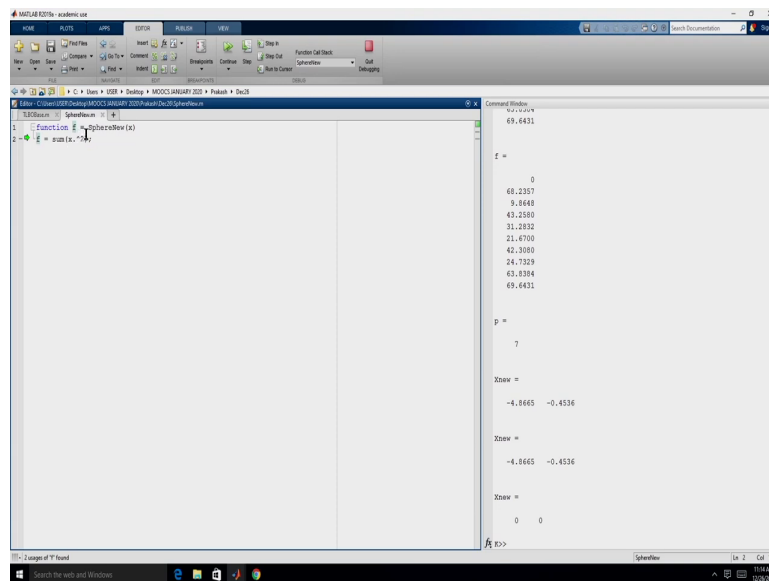 MATLAB R2019a - academic use
HOME PLOTS APPS EDITOR PUBLISH VIEW
Search Documentation
New Open Save Find Files Compare Print Go To Find Insert Comment Indent Breakpoints Continue Step Step In Step Out Run to Cursor Function Call Stack: SphereNew Quit Debugging
FILE NAVIGATE EDIT BREAKPOINTS DEBUG
C: Users USER Desktop MOOCS JANUARY 2020 Prakash Dec26
Editor - C:\Users\USER\Desktop\MOOCS JANUARY 2020\Prakash\Dec26\SphereNew.m
TLBOBase.m SphereNew.m
1 function f = SphereNew(x)
2 f = sum(x.^2);
Command Window
69.6431
f =
0
68.2357
9.8648
43.2580
31.2832
21.6700
42.3080
24.7329
63.8384
69.6431
p =
7
Xnew =
-4.8665 -0.4536
Xnew =
-4.8665 -0.4536
Xnew =
0 0
fx K>>
2 usages of "f" found
SphereNew Ln 2 Col
Search the web and Windows
11:14 A